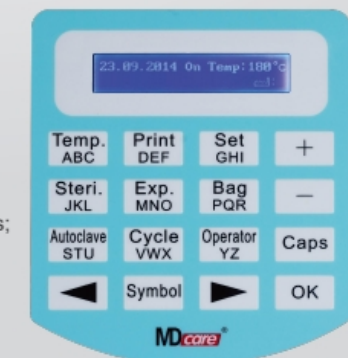 23.09.2014 On Temp:180°c
Temp.
ABC
Print
DEF
Set
GHI
+
Steri.
JKL
Exp.
MNO
Bag
PQR
−
s;
Autoclave
STU
Cycle
VWX
Operator
YZ
Caps
Symbol
OK
MDcare®